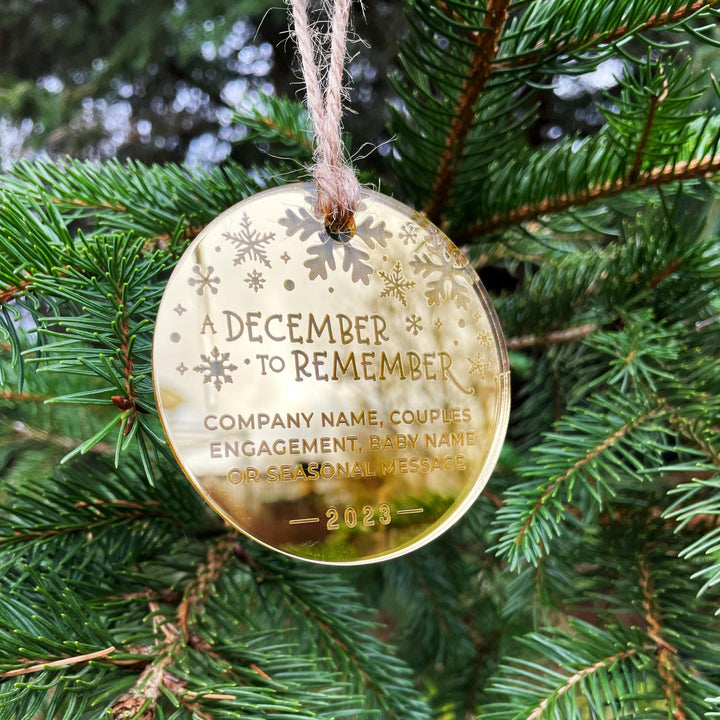 A DECEMBER
TO REMEMBER
COMPANY NAME, COUPLES
ENGAGEMENT, BABY NAME
OR SEASONAL MESSAGE
— 2023 —